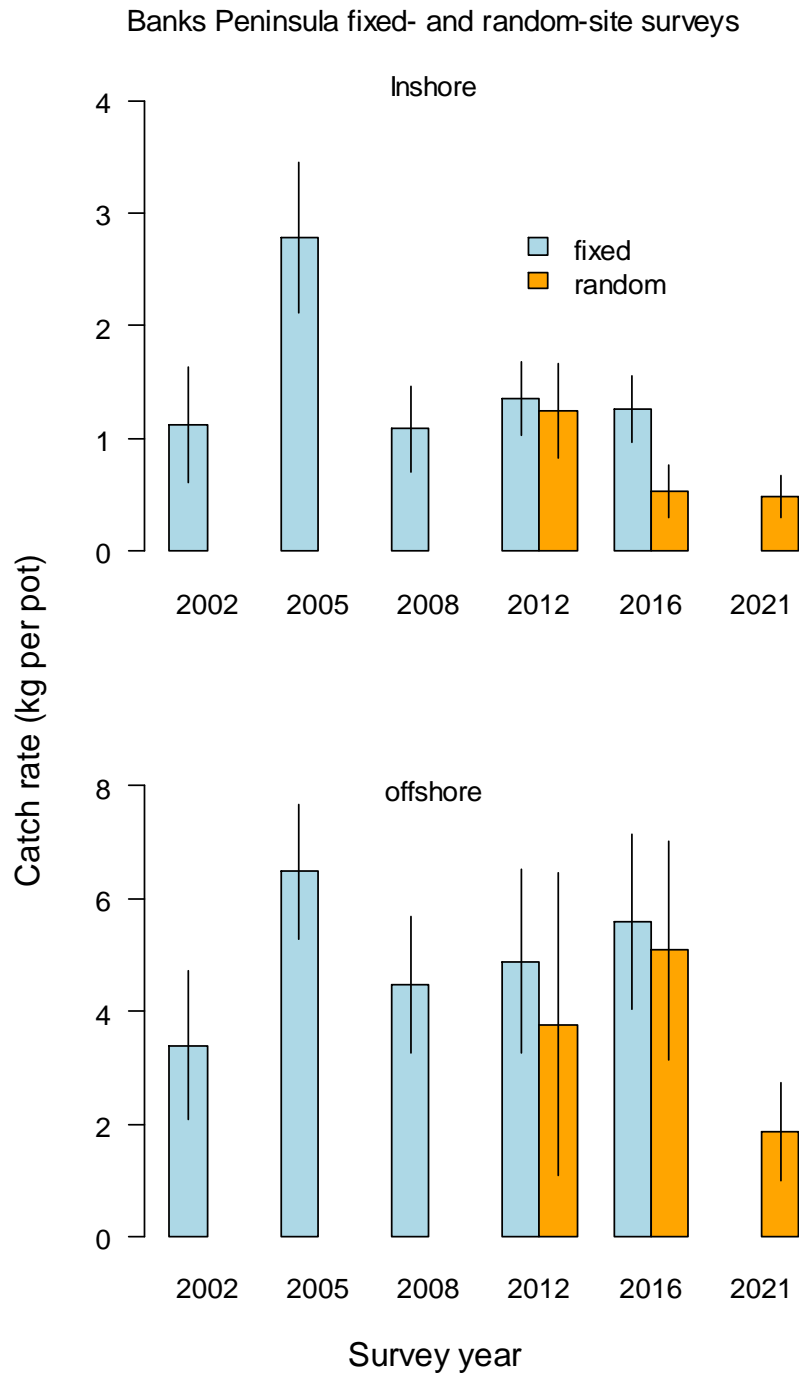 Banks Peninsula fixed- and random-site surveys
Inshore
4
3
2
1
0
fixed
random
2002 2005 2008 2012 2016 2021
Catch rate (kg per pot)
offshore
8
6
4
2
0
2002 2005 2008 2012 2016 2021
Survey year